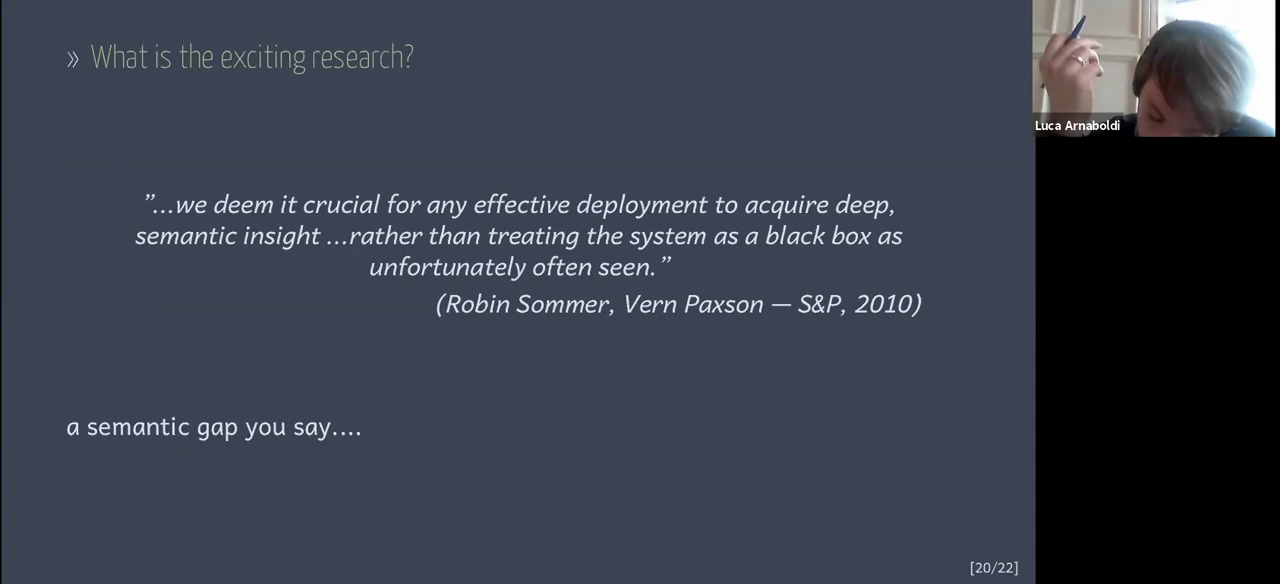 » What is the exciting research?
Luca Arnaboldi
”...we deem it crucial for any effective deployment to acquire deep,
semantic insight ...rather than treating the system as a black box as
unfortunately often seen.”
(Robin Sommer, Vern Paxson — S&P, 2010)
a semantic gap you say....
[20/22]